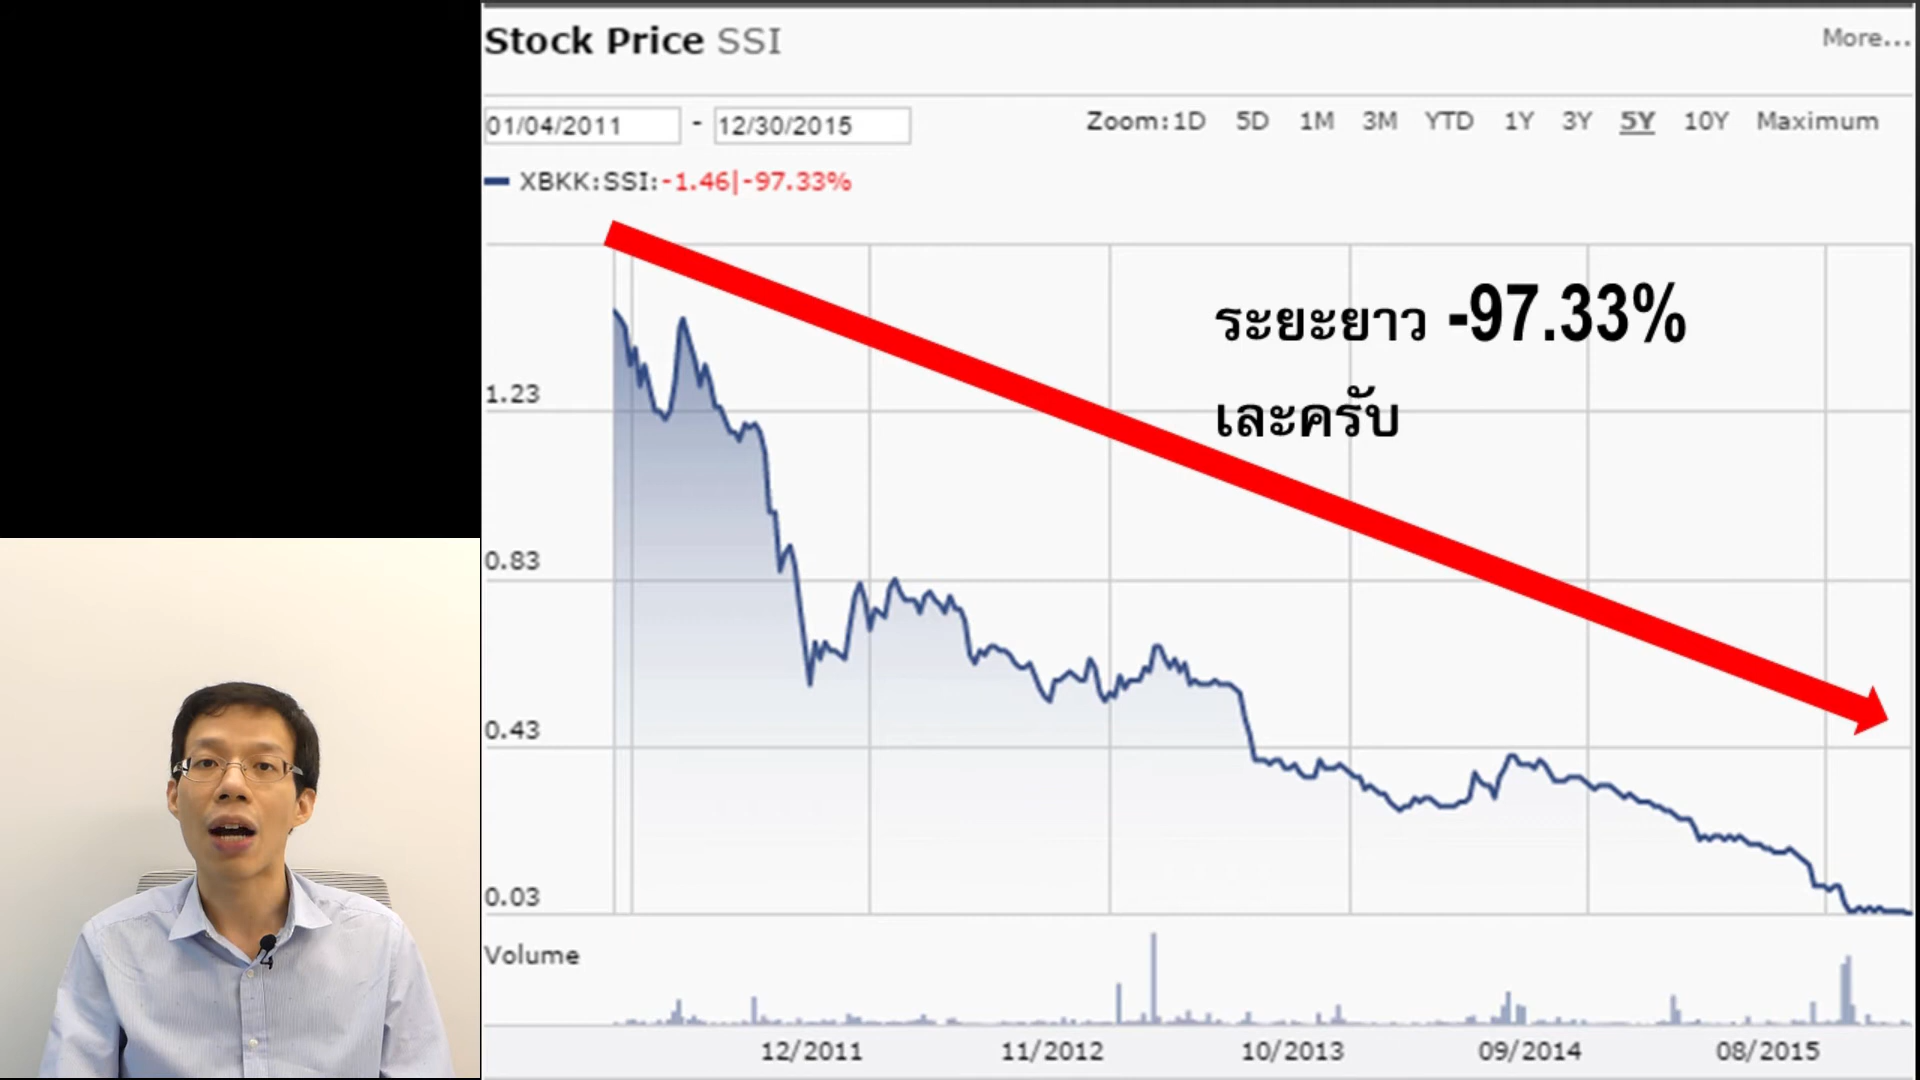 Stock Price SSI
More...
01/04/2011 - 12/30/2015
Zoom: 1D 5D 1M 3M YTD 1Y 3Y 5Y 10Y Maximum
XBKK:SSI:-1.46|-97.33%
ระยะยาว -97.33%
เละครับ
1.23
0.83
0.43
0.03
Volume
12/2011 11/2012 10/2013 09/2014 08/2015